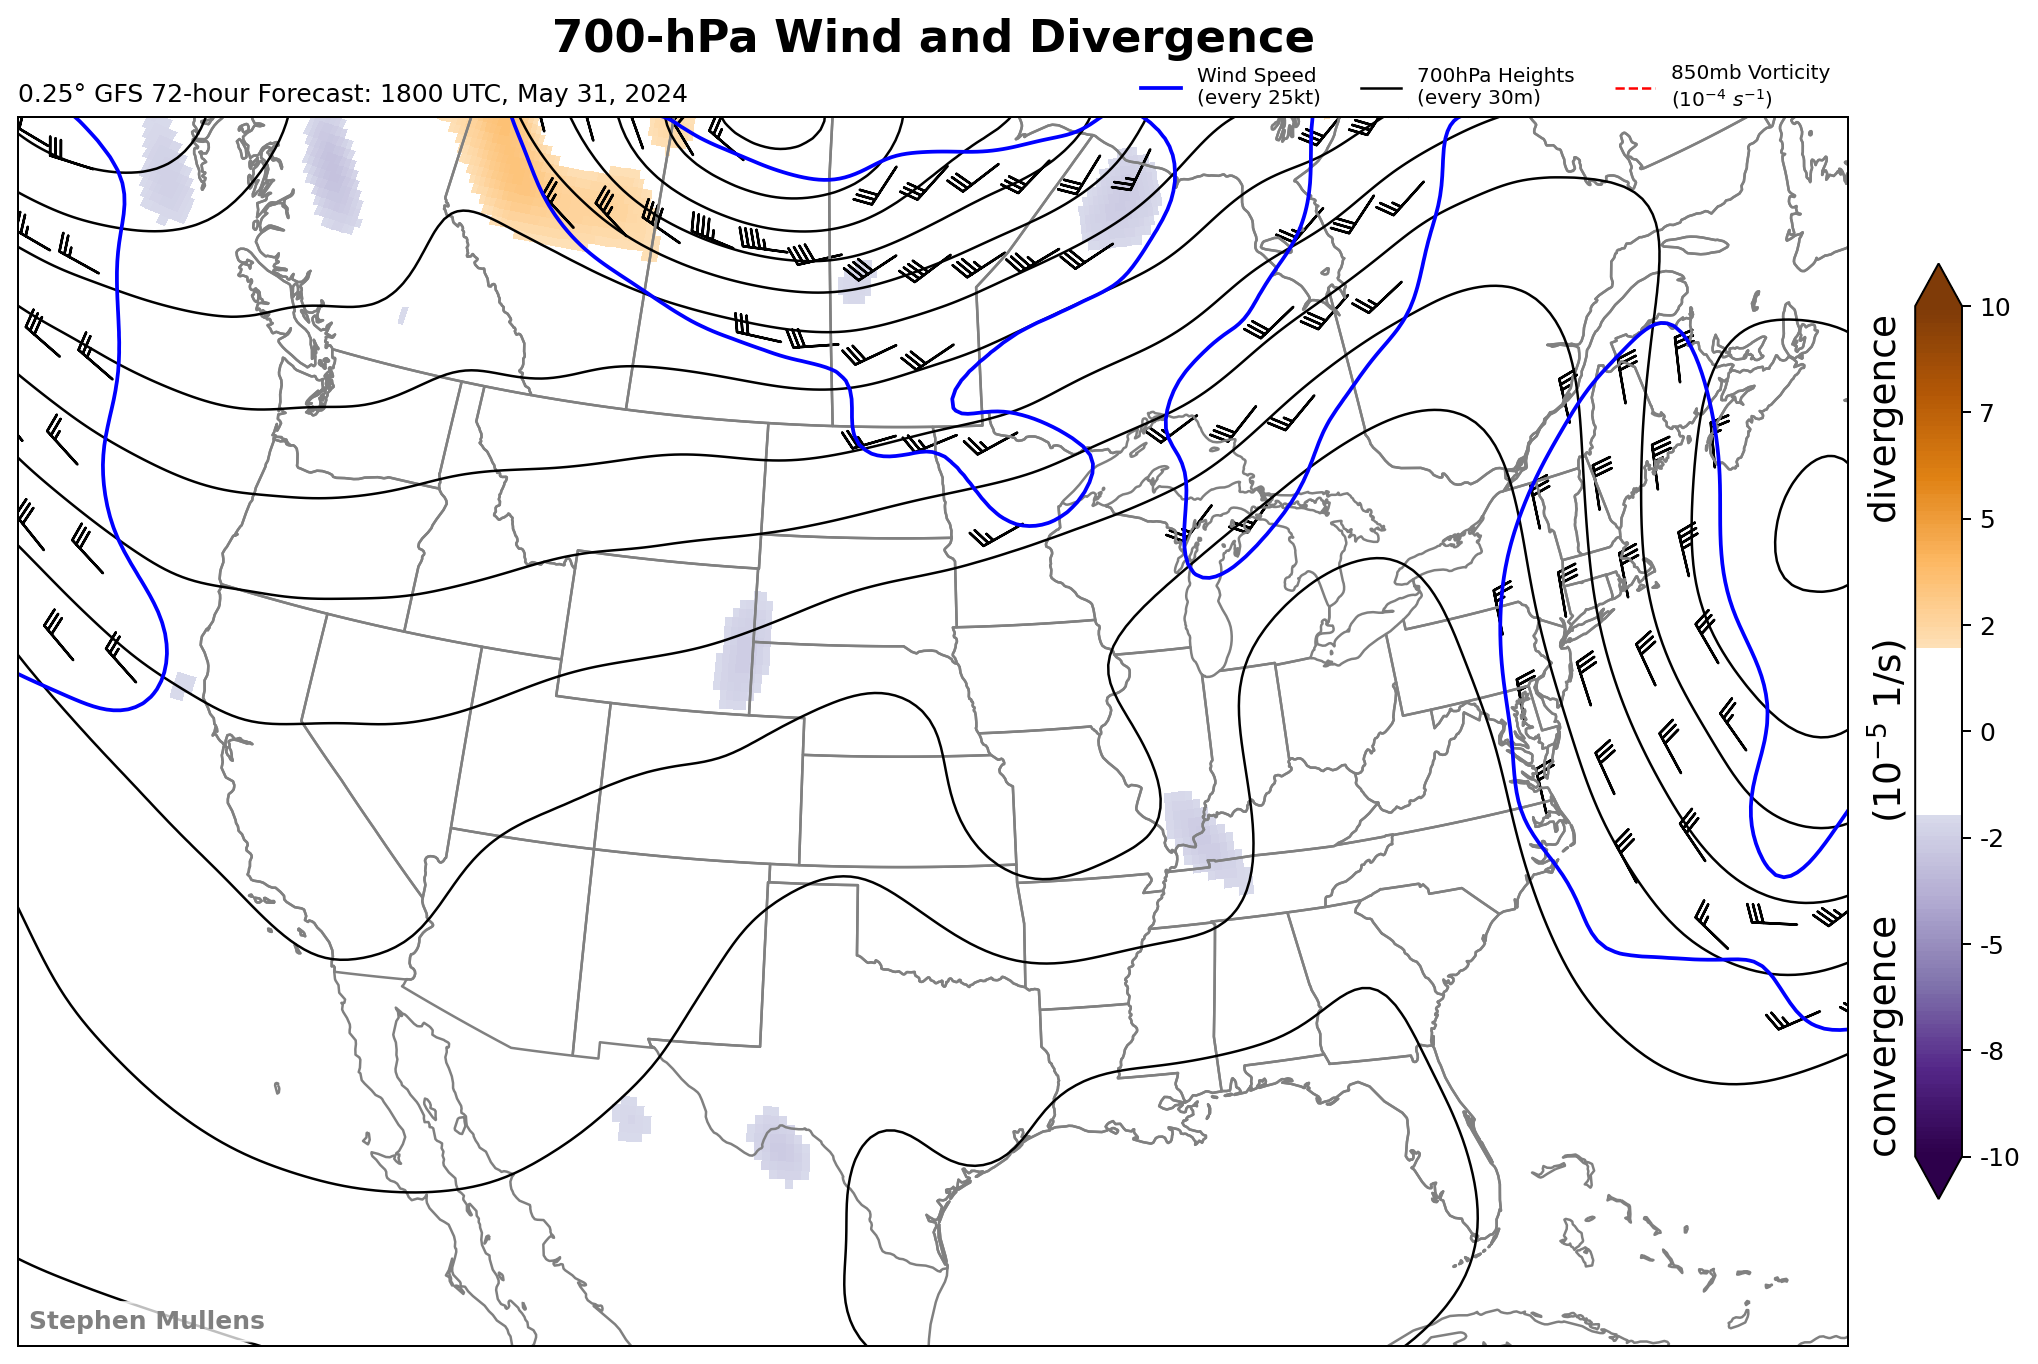 700-hPa Wind and Divergence
0.25° GFS 72-hour Forecast: 1800 UTC, May 31, 2024
Wind Speed
(every 25kt)
700hPa Heights
(every 30m)
850mb Vorticity
(10⁻⁴ s⁻¹)
10
7
5
2
0
-2
-5
-8
-10
convergence (10⁻⁵ 1/s) divergence
Stephen Mullens